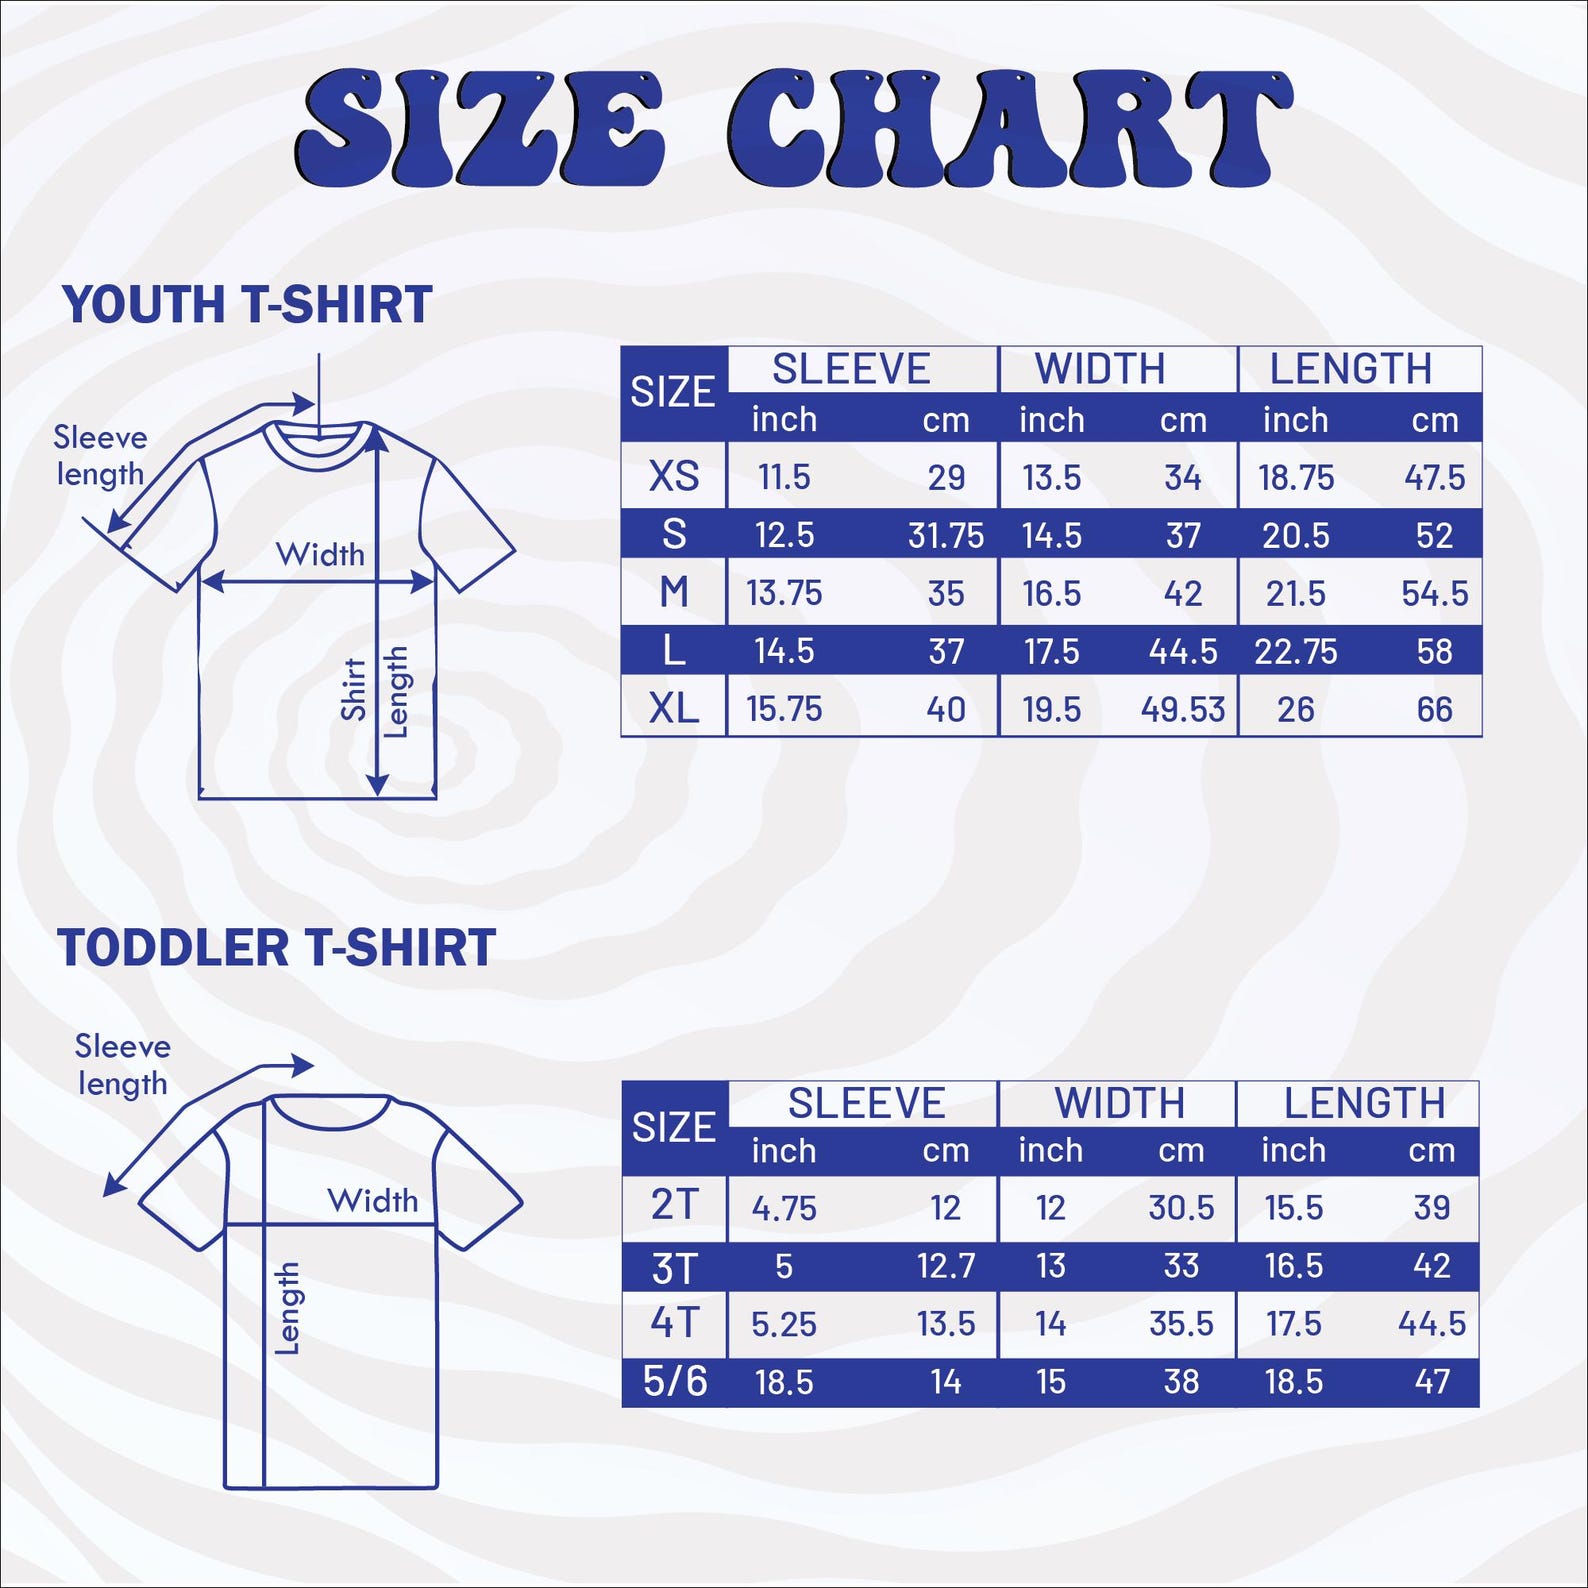 SIZE CHART
YOUTH T-SHIRT
Sleeve
length
Width
Shirt
Length
SIZE SLEEVE WIDTH LENGTH
inch cm inch cm inch cm
XS 11.5 29 13.5 34 18.75 47.5
S 12.5 31.75 14.5 37 20.5 52
M 13.75 35 16.5 42 21.5 54.5
L 14.5 37 17.5 44.5 22.75 58
XL 15.75 40 19.5 49.53 26 66
TODDLER T-SHIRT
Sleeve
length
Width
Length
SIZE SLEEVE WIDTH LENGTH
inch cm inch cm inch cm
2T 4.75 12 12 30.5 15.5 39
3T 5 12.7 13 33 16.5 42
4T 5.25 13.5 14 35.5 17.5 44.5
5/6 18.5 14 15 38 18.5 47